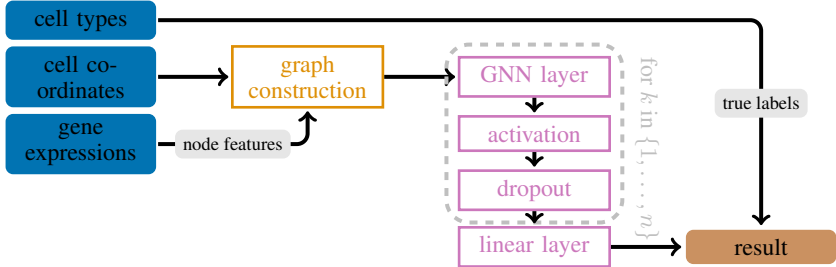 cell types
cell co-
ordinates
gene
expressions
node features
graph
construction
GNN layer
activation
dropout
linear layer
for k in {1, . . . , n}
true labels
result